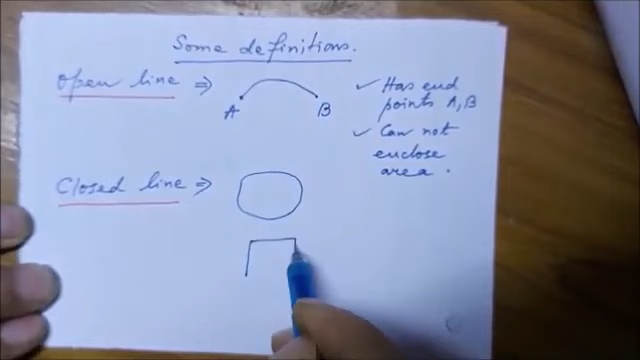 Some definitions.
Open line ⇒
A
B
✓ Has end
points A, B
✓ Can not
enclose
area.
Closed line ⇒